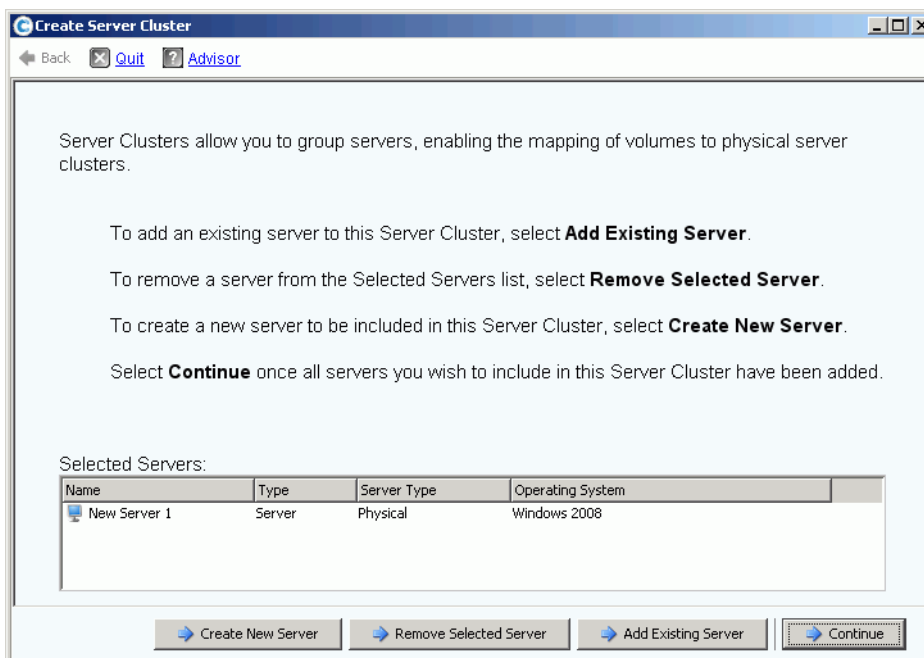 Create Server Cluster
Back Quit ? Advisor
Server Clusters allow you to group servers, enabling the mapping of volumes to physical server
clusters.
To add an existing server to this Server Cluster, select Add Existing Server.
To remove a server from the Selected Servers list, select Remove Selected Server.
To create a new server to be included in this Server Cluster, select Create New Server.
Select Continue once all servers you wish to include in this Server Cluster have been added.
Selected Servers:
Name Type Server Type Operating System
New Server 1 Server Physical Windows 2008
Create New Server Remove Selected Server Add Existing Server Continue